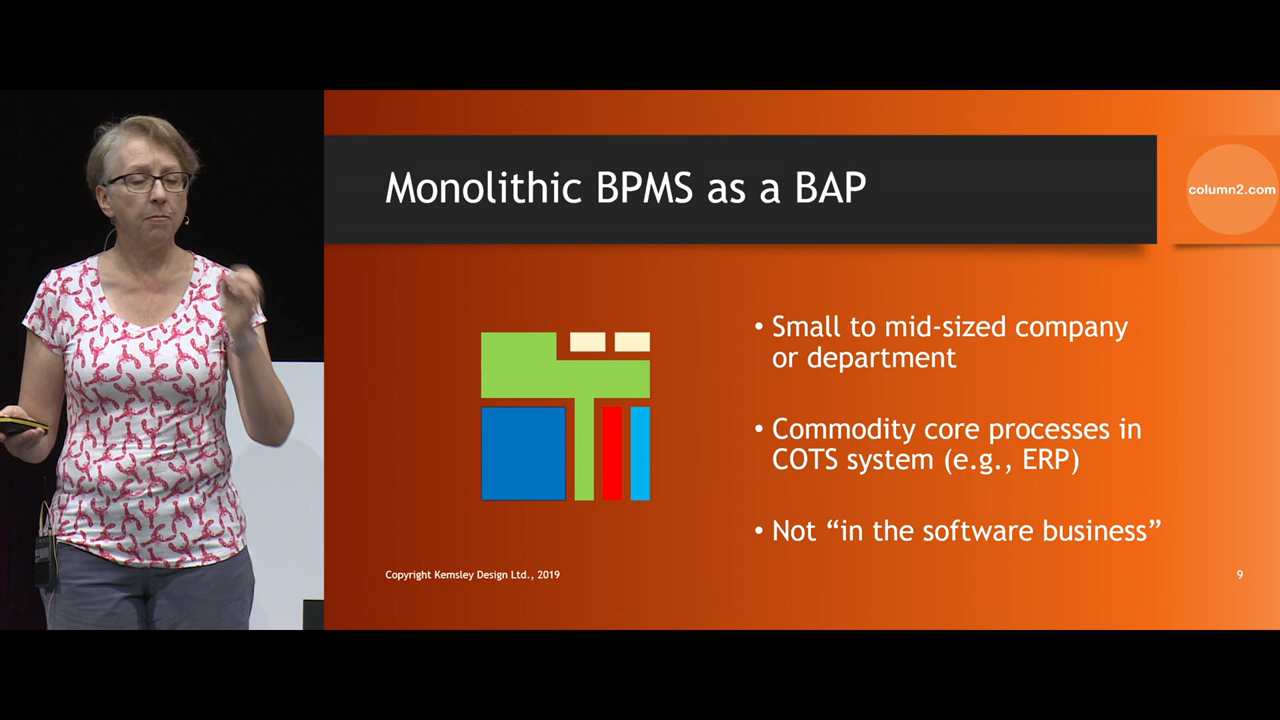 Monolithic BPMS as a BAP
column2.com
• Small to mid-sized company
or department
• Commodity core processes in
COTS system (e.g., ERP)
• Not “in the software business”
Copyright Kemsley Design Ltd., 2019
9